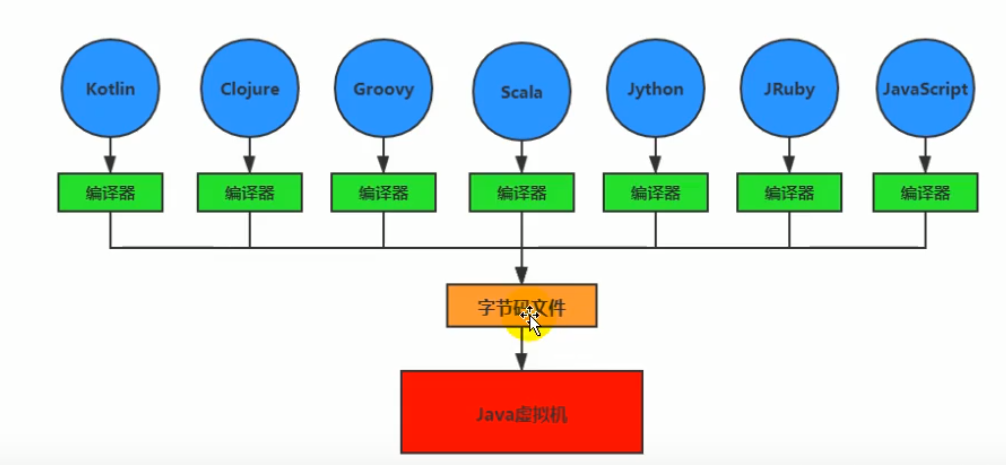 Kotlin
Clojure
Groovy
Scala
Jython
JRuby
JavaScript
编译器
编译器
编译器
编译器
编译器
编译器
编译器
字节码文件
Java虚拟机